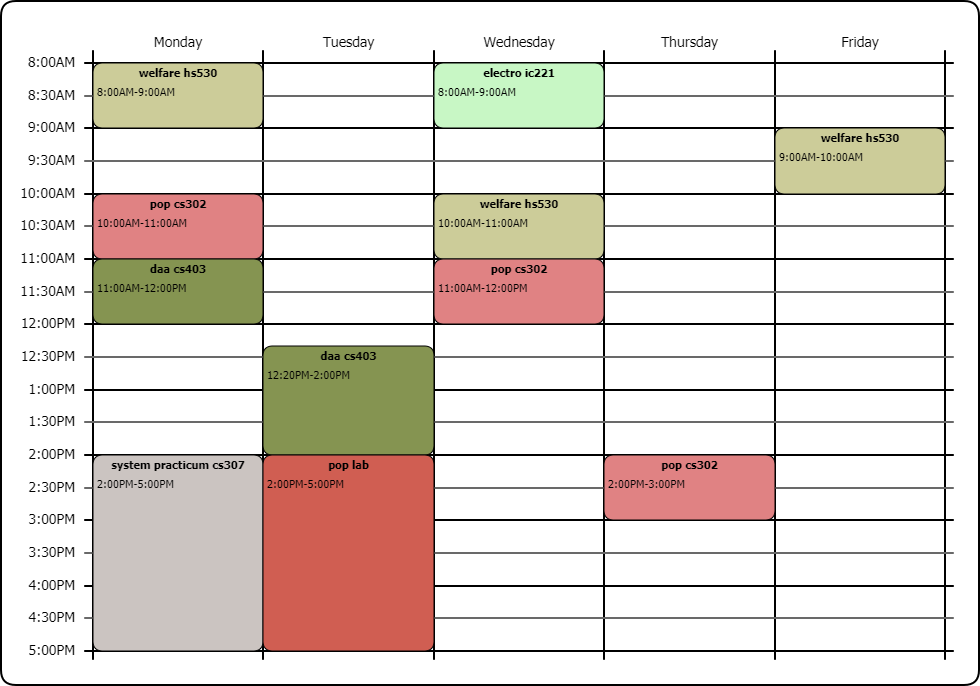 Monday Tuesday Wednesday Thursday Friday
8:00AM
welfare hs530
8:00AM-9:00AM
electro ic221
8:00AM-9:00AM
8:30AM
9:00AM
welfare hs530
9:00AM-10:00AM
9:30AM
10:00AM
pop cs302
10:00AM-11:00AM
welfare hs530
10:00AM-11:00AM
10:30AM
11:00AM
daa cs403
11:00AM-12:00PM
pop cs302
11:00AM-12:00PM
11:30AM
12:00PM
12:30PM
daa cs403
12:20PM-2:00PM
1:00PM
1:30PM
2:00PM
system practicum cs307
2:00PM-5:00PM
pop lab
2:00PM-5:00PM
pop cs302
2:00PM-3:00PM
2:30PM
3:00PM
3:30PM
4:00PM
4:30PM
5:00PM